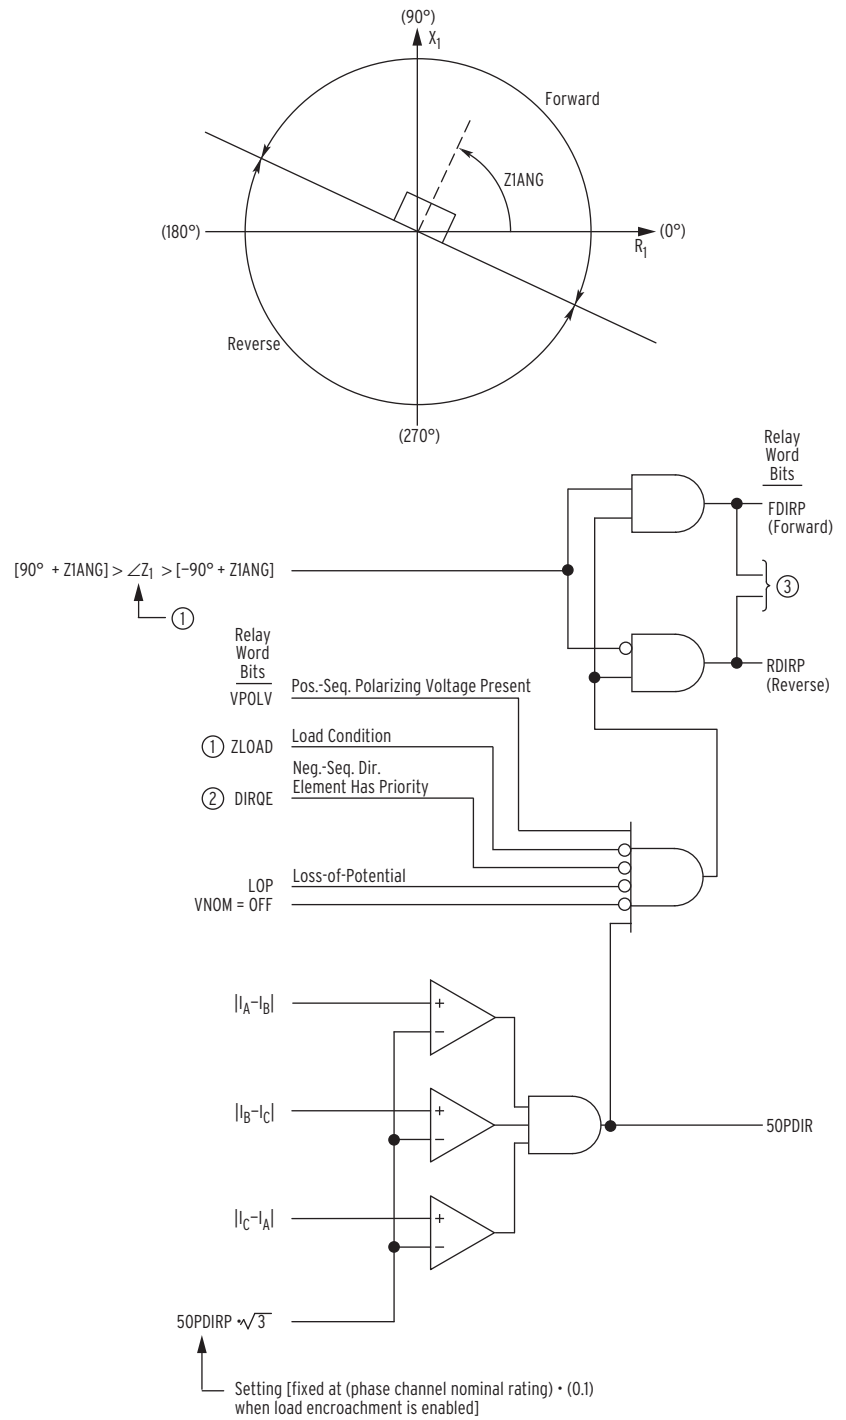 (90°)
X1
Forward
Z1ANG
(180°)
(0°)
R1
Reverse
(270°)
Relay
Word
Bits
FDIRP
(Forward)
[90° + Z1ANG] > ∠Z1 > [−90° + Z1ANG]
3
1
Relay
Word
Bits
RDIRP
(Reverse)
VPOLV Pos.-Seq. Polarizing Voltage Present
1 ZLOAD Load Condition
Neg.-Seq. Dir.
2 DIRQE Element Has Priority
LOP Loss-of-Potential
VNOM = OFF
|IA−IB|
+
−
|IB−IC|
+
−
50PDIR
|IC−IA|
+
−
50PDIRP •√3
Setting [fixed at (phase channel nominal rating) • (0.1)
when load encroachment is enabled]